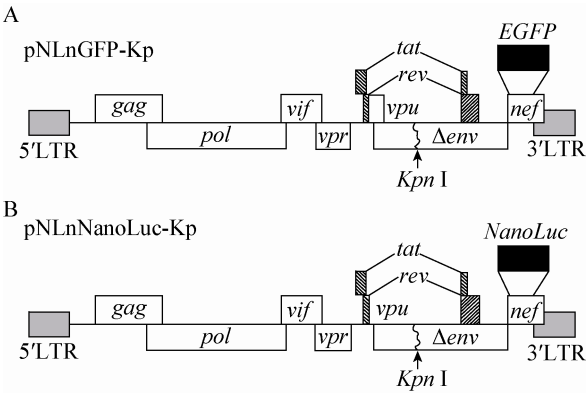 A
pNLnGFP-Kp
EGFP
tat
rev
gag
vif
vpu
nef
pol
vpr
Δenv
5′LTR
3′LTR
Kpn I
B
pNLnNanoLuc-Kp
NanoLuc
tat
rev
gag
vif
vpu
nef
pol
vpr
Δenv
5′LTR
3′LTR
Kpn I